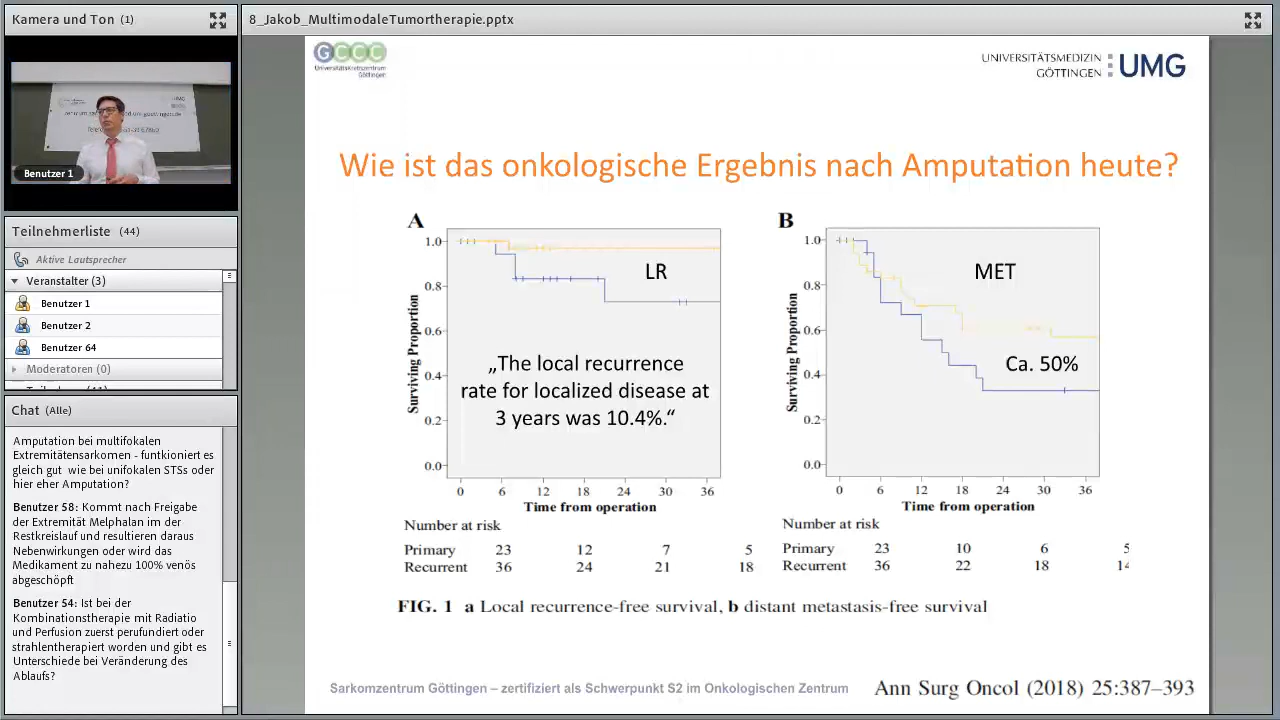 Kamera und Ton (1)
8_Jakob_MultimodaleTumortherapie.pptx
UMG
Benutzer 1
Teilnehmerliste (44)
Aktive Lautsprecher
Veranstalter (3)
Benutzer 1
Benutzer 2
Benutzer 64
Moderatoren (0)
Chat (Alle)
Amputation bei multifokalen
Extremitätensarkomen - funtkioniert es
gleich gut wie bei unifokalen STSs oder
hier eher Amputation?
Benutzer 58: Kommt nach Freigabe
der Extremität Melphalan im der
Restkreislauf und resultieren daraus
Nebenwirkungen oder wird das
Medikament zu nahezu 100% venös
abgeschöpft
Benutzer 54: Ist bei der
Kombinationstherapie mit Radiatio
und Perfusion zuerst perufundiert oder
strahlentherapiert worden und gibt es
Unterschiede bei Veränderung des
Ablaufs?
GCCC
Universitätskrebszentrum
Göttingen
UNIVERSITÄTSMEDIZIN
GÖTTINGEN
UMG
Wie ist das onkologische Ergebnis nach Amputation heute?
A
LR
„The local recurrence
rate for localized disease at
3 years was 10.4%.“
Surviving Proportion
1.0
0.8
0.6
0.4
0.2
0.0
0 6 12 18 24 30 36
Time from operation
Number at risk
Primary 23 12 7 5
Recurrent 36 24 21 18
B
MET
Ca. 50%
Surviving Proportion
1.0
0.8
0.6
0.4
0.2
0.0
0 6 12 18 24 30 36
Time from operation
Number at risk
Primary 23 10 6 5
Recurrent 36 22 18 14
FIG. 1 a Local recurrence-free survival, b distant metastasis-free survival
Sarkomzentrum Göttingen – zertifiziert als Schwerpunkt S2 im Onkologischen Zentrum
Ann Surg Oncol (2018) 25:387–393